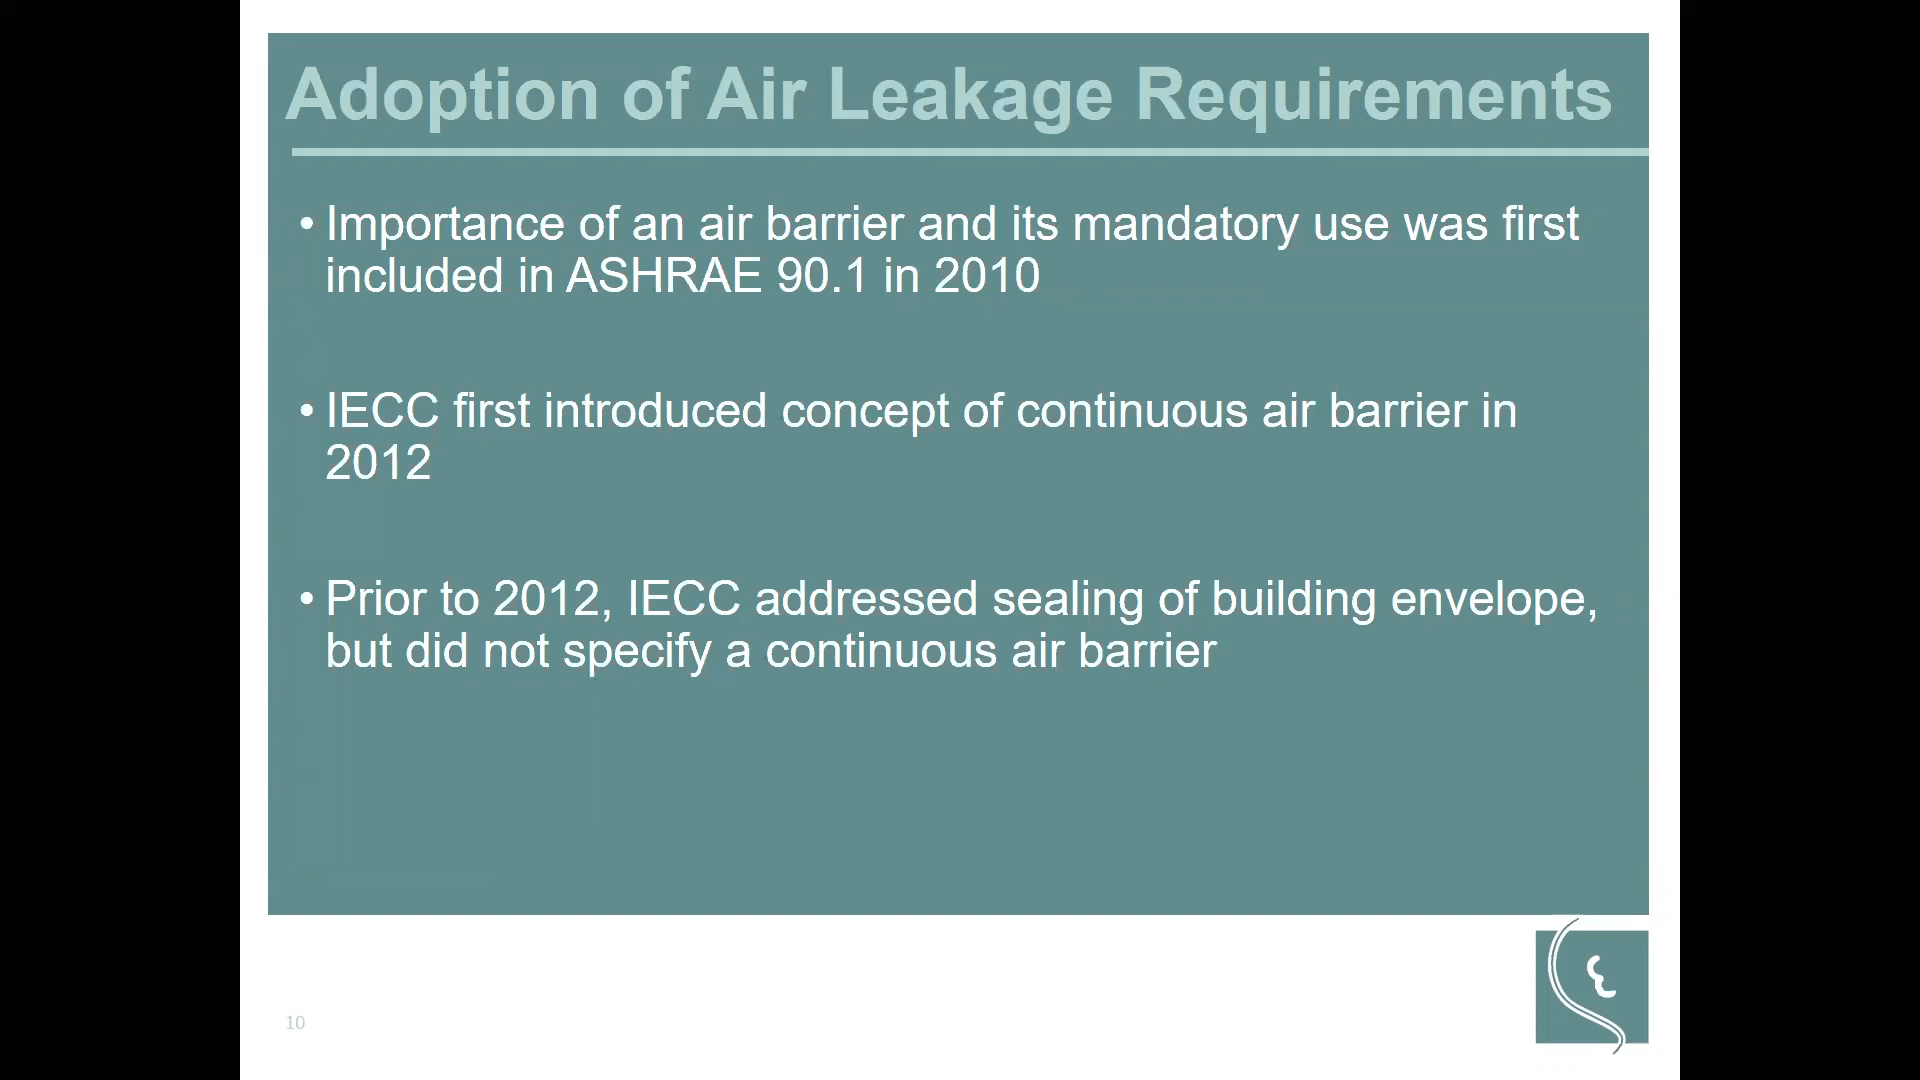 Adoption of Air Leakage Requirements
• Importance of an air barrier and its mandatory use was first
included in ASHRAE 90.1 in 2010
• IECC first introduced concept of continuous air barrier in
2012
• Prior to 2012, IECC addressed sealing of building envelope,
but did not specify a continuous air barrier
10